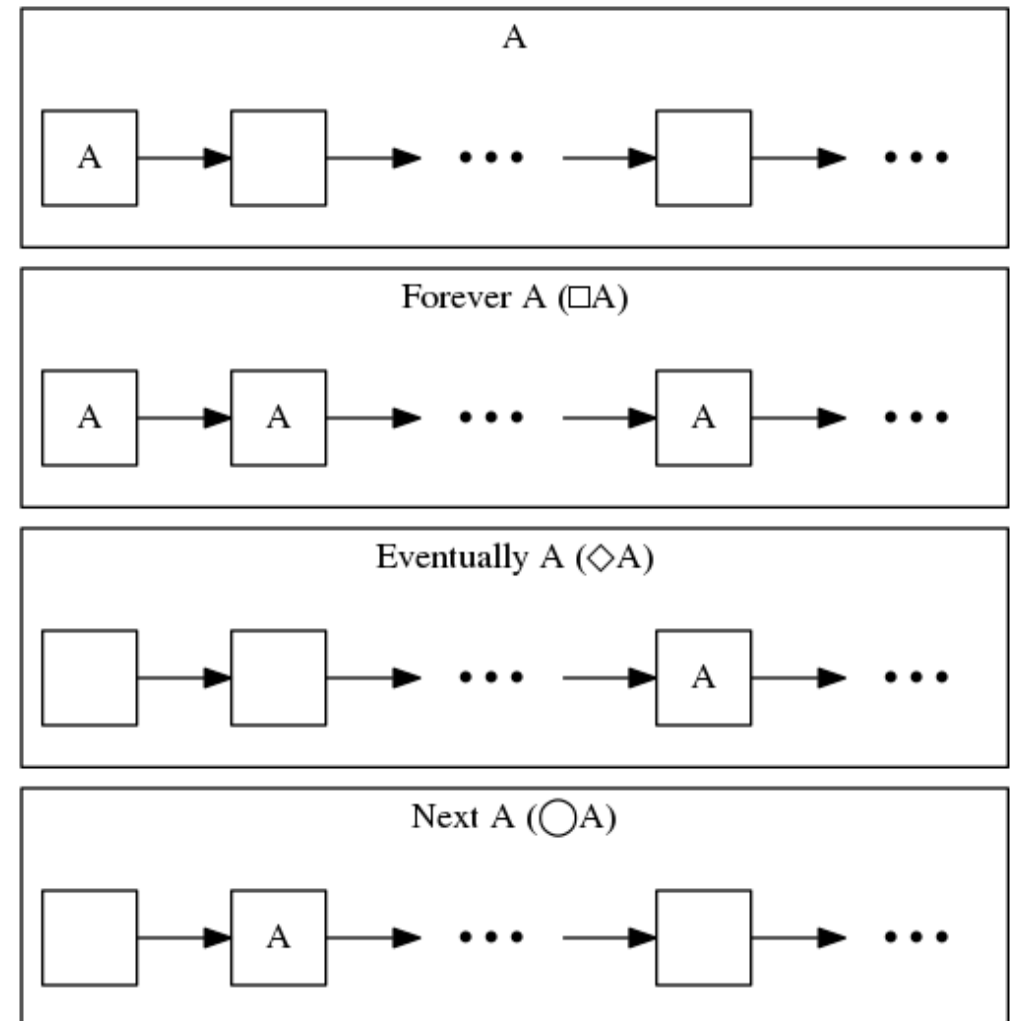 A
A
• • •
• • •
Forever A (□A)
A A • • • A • • •
Eventually A (◇A)
• • • A • • •
Next A (◯A)
A • • • • • •